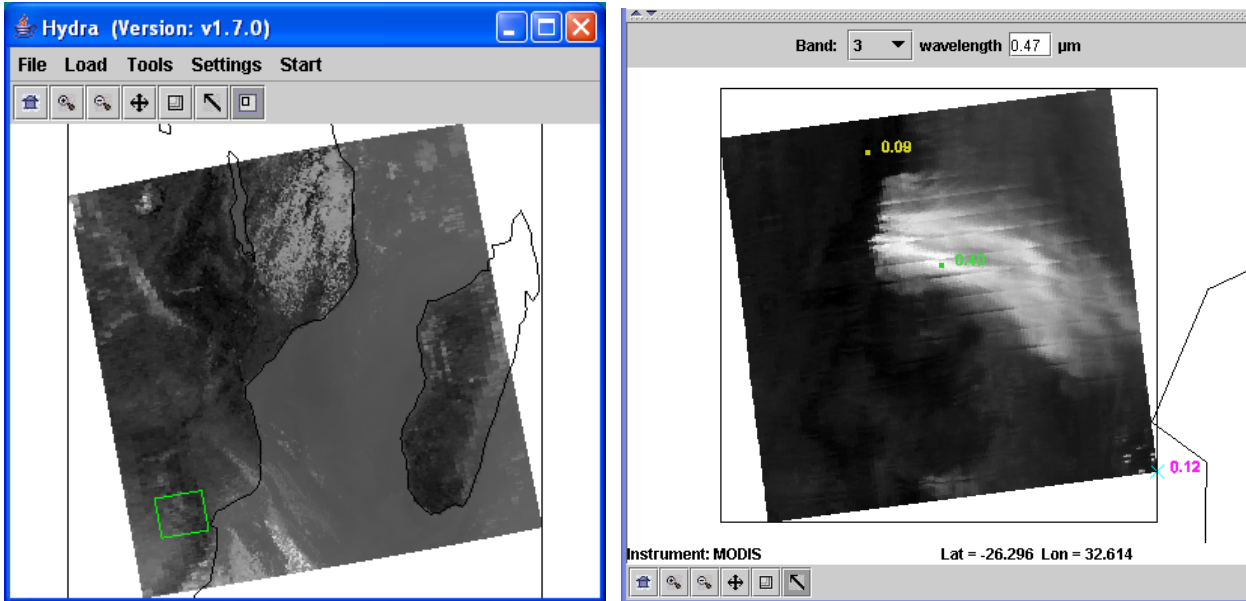 Hydra (Version: v1.7.0)
File Load Tools Settings Start
Band: 3 wavelength 0.47 µm
0.09
0.40
0.12
Instrument: MODIS Lat = -26.296 Lon = 32.614